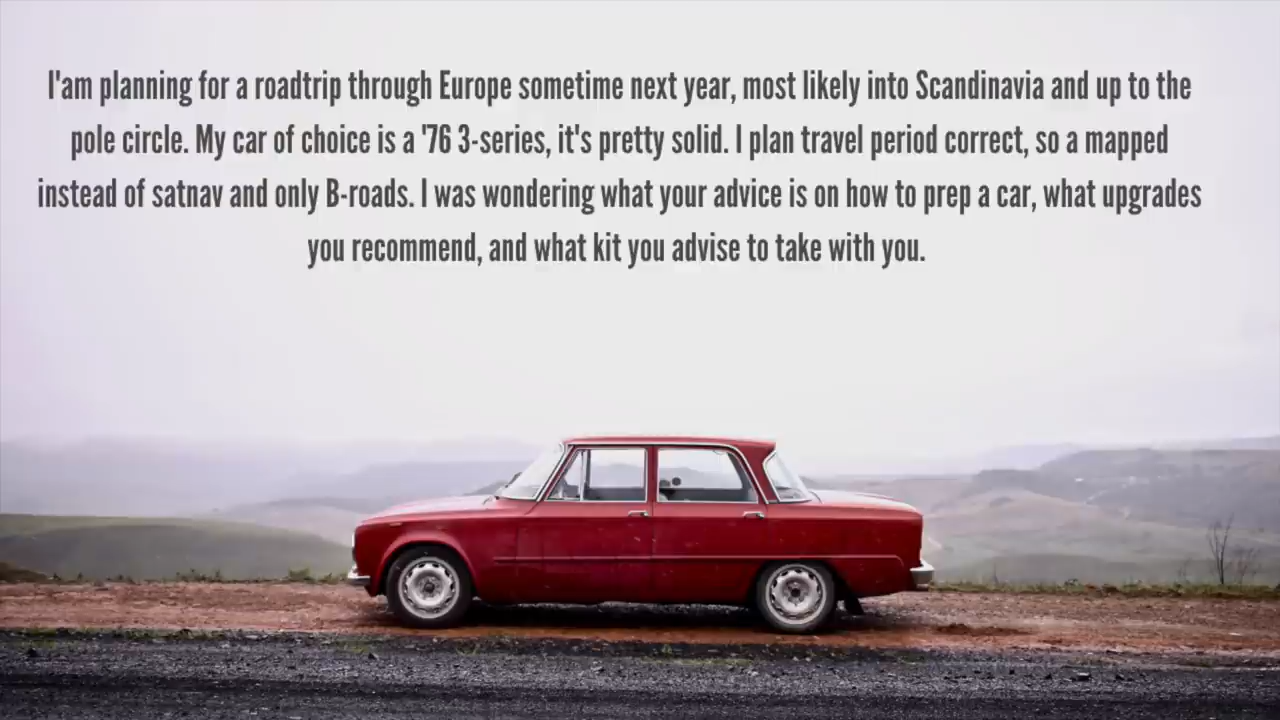 I'am planning for a roadtrip through Europe sometime next year, most likely into Scandinavia and up to the
pole circle. My car of choice is a '76 3-series, it's pretty solid. I plan travel period correct, so a mapped
instead of satnav and only B-roads. I was wondering what your advice is on how to prep a car, what upgrades
you recommend, and what kit you advise to take with you.